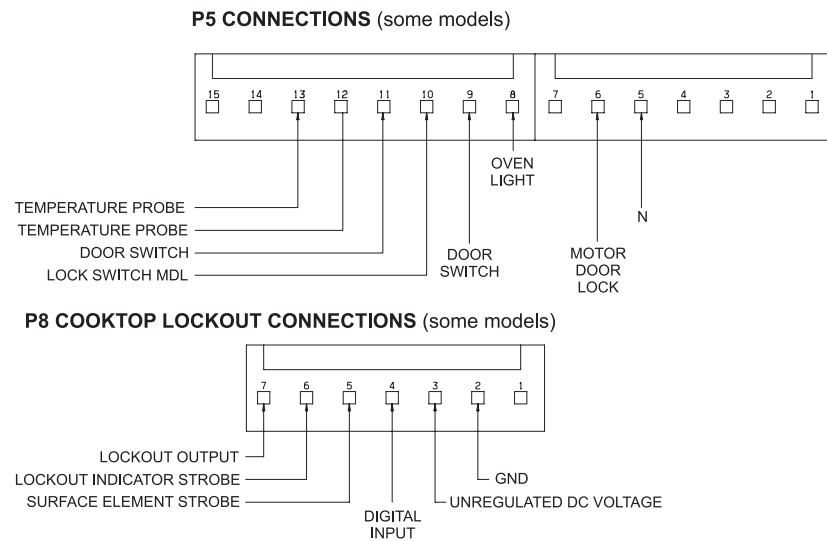 P5 CONNECTIONS (some models)
15 14 13 12 11 10 9 8 7 6 5 4 3 2 1
OVEN
LIGHT
TEMPERATURE PROBE
TEMPERATURE PROBE
DOOR SWITCH
LOCK SWITCH MDL
DOOR
SWITCH
MOTOR
DOOR
LOCK
N
P8 COOKTOP LOCKOUT CONNECTIONS (some models)
7 6 5 4 3 2 1
LOCKOUT OUTPUT
LOCKOUT INDICATOR STROBE
SURFACE ELEMENT STROBE
DIGITAL
INPUT
GND
UNREGULATED DC VOLTAGE